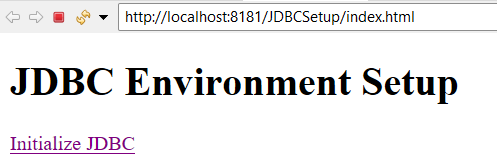 http://localhost:8181/JDBCSetup/index.html
JDBC Environment Setup
Initialize JDBC